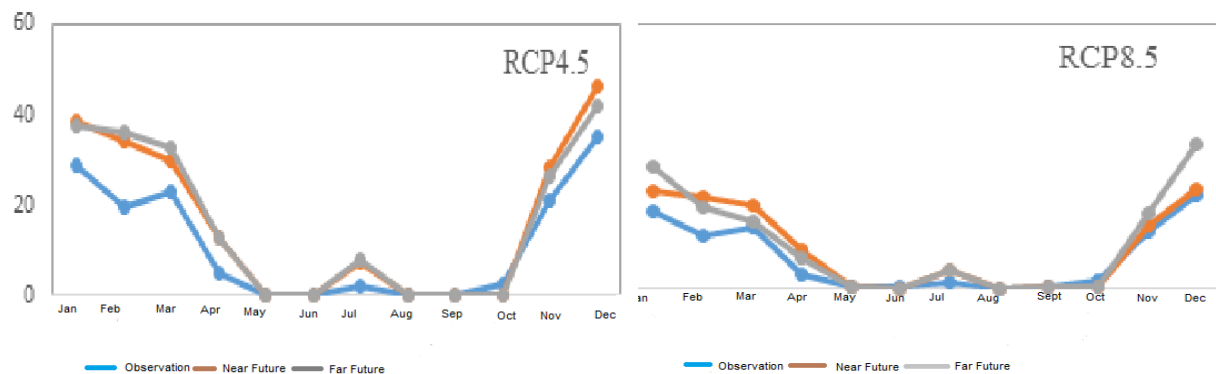 60
RCP4.5
RCP8.5
40
20
0
Jan Feb Mar Apr May Jun Jul Aug Sep Oct Nov Dec
an Feb Mar Apr May Jun Jul Aug Sept Oct Nov Dec
Observation Near Future Far Future
Observation Near Future Far Future